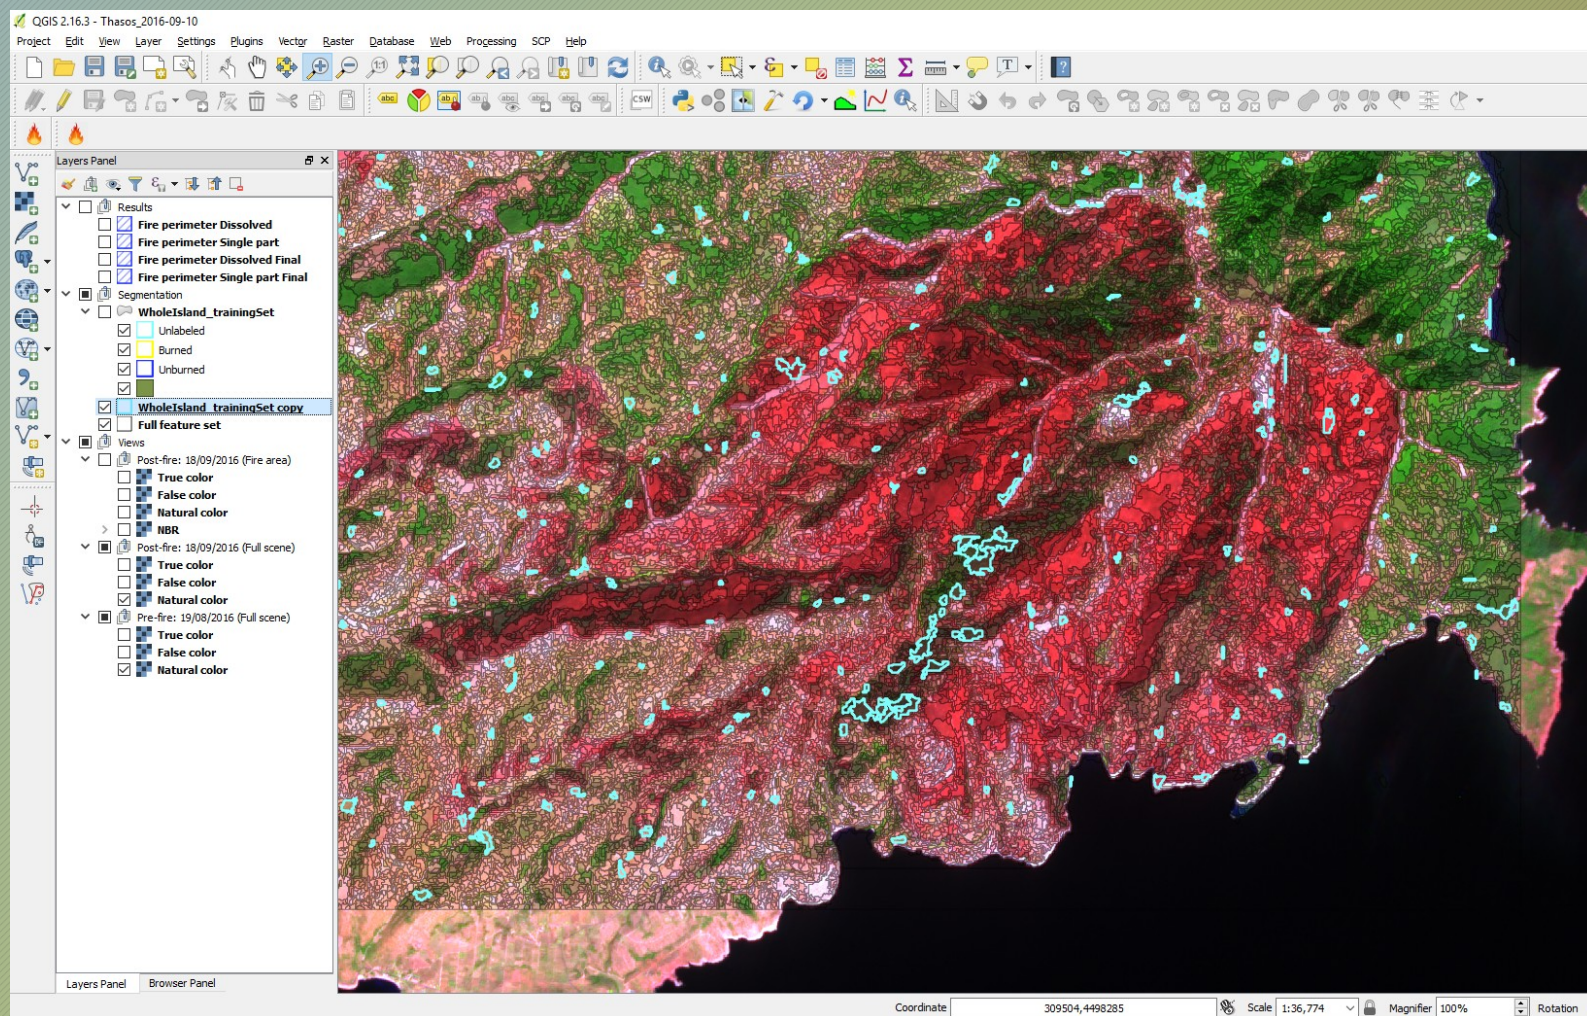 QGIS 2.16.3 - Thasos_2016-09-10
Project Edit View Layer Settings Plugins Vector Raster Database Web Processing SCP Help
Layers Panel
Results
Fire perimeter Dissolved
Fire perimeter Single part
Fire perimeter Dissolved Final
Fire perimeter Single part Final
Segmentation
WholeIsland_trainingSet
Unlabeled
Burned
Unburned
WholeIsland_trainingSet copy
Full feature set
Views
Post-fire: 18/09/2016 (Fire area)
True color
False color
Natural color
NBR
Post-fire: 18/09/2016 (Full scene)
True color
False color
Natural color
Pre-fire: 19/08/2016 (Full scene)
True color
False color
Natural color
Layers Panel Browser Panel
Coordinate 309504,4498285 Scale 1:36,774 Magnifier 100% Rotation